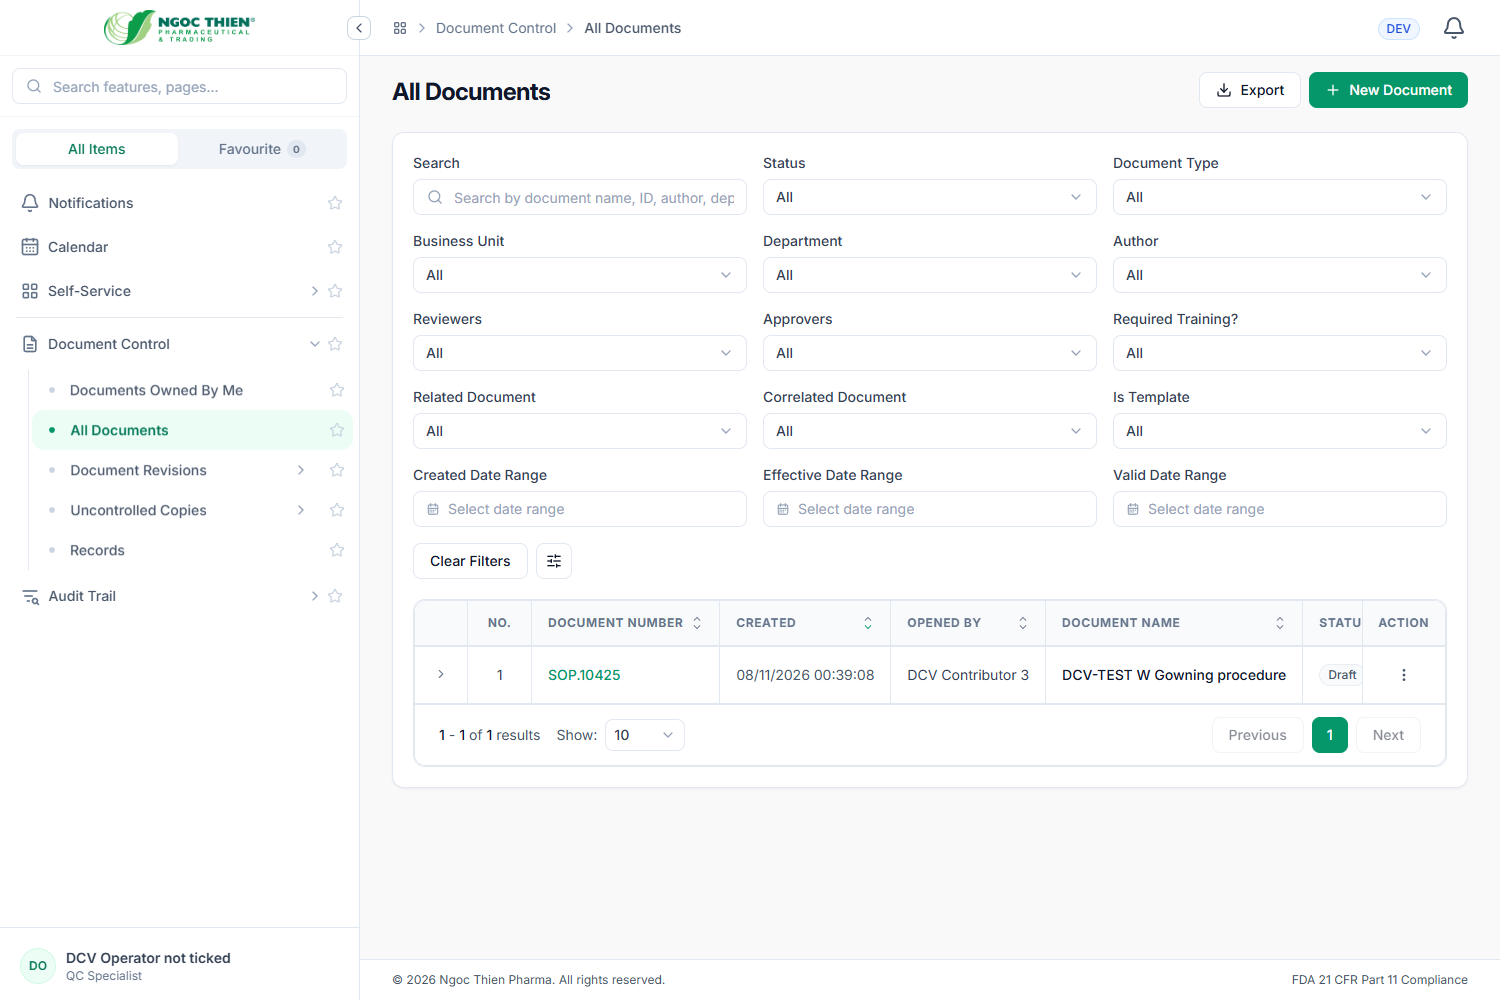 NGOC THIEN®
PHARMACEUTICAL
& TRADING
Document Control
All Documents
DEV
Search features, pages...
All Items
Favourite 0
Notifications
Calendar
Self-Service
Document Control
Documents Owned By Me
All Documents
Document Revisions
Uncontrolled Copies
Records
Audit Trail
DO
DCV Operator not ticked
QC Specialist
All Documents
Export
New Document
Search
Status
Document Type
Search by document name, ID, author, dep
All
All
Business Unit
Department
Author
All
All
All
Reviewers
Approvers
Required Training?
All
All
All
Related Document
Correlated Document
Is Template
All
All
All
Created Date Range
Effective Date Range
Valid Date Range
Select date range
Select date range
Select date range
Clear Filters
NO.
DOCUMENT NUMBER
CREATED
OPENED BY
DOCUMENT NAME
STATU
ACTION
1
SOP.10425
08/11/2026 00:39:08
DCV Contributor 3
DCV-TEST W Gowning procedure
Draft
1 - 1 of 1 results
Show:
10
Previous
1
Next
© 2026 Ngoc Thien Pharma. All rights reserved.
FDA 21 CFR Part 11 Compliance